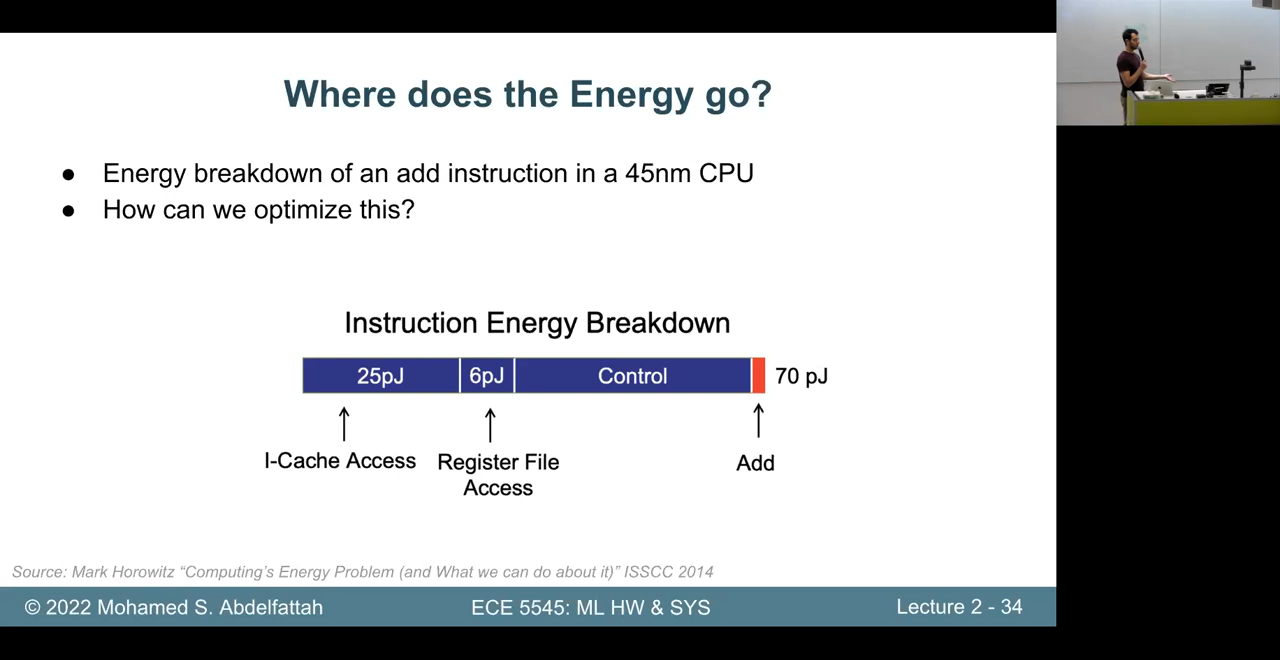 Where does the Energy go?
● Energy breakdown of an add instruction in a 45nm CPU
● How can we optimize this?
Instruction Energy Breakdown
25pJ 6pJ Control 70 pJ
I-Cache Access Register File Access Add
Source: Mark Horowitz “Computing’s Energy Problem (and What we can do about it)” ISSCC 2014
© 2022 Mohamed S. Abdelfattah ECE 5545: ML HW & SYS Lecture 2 - 34